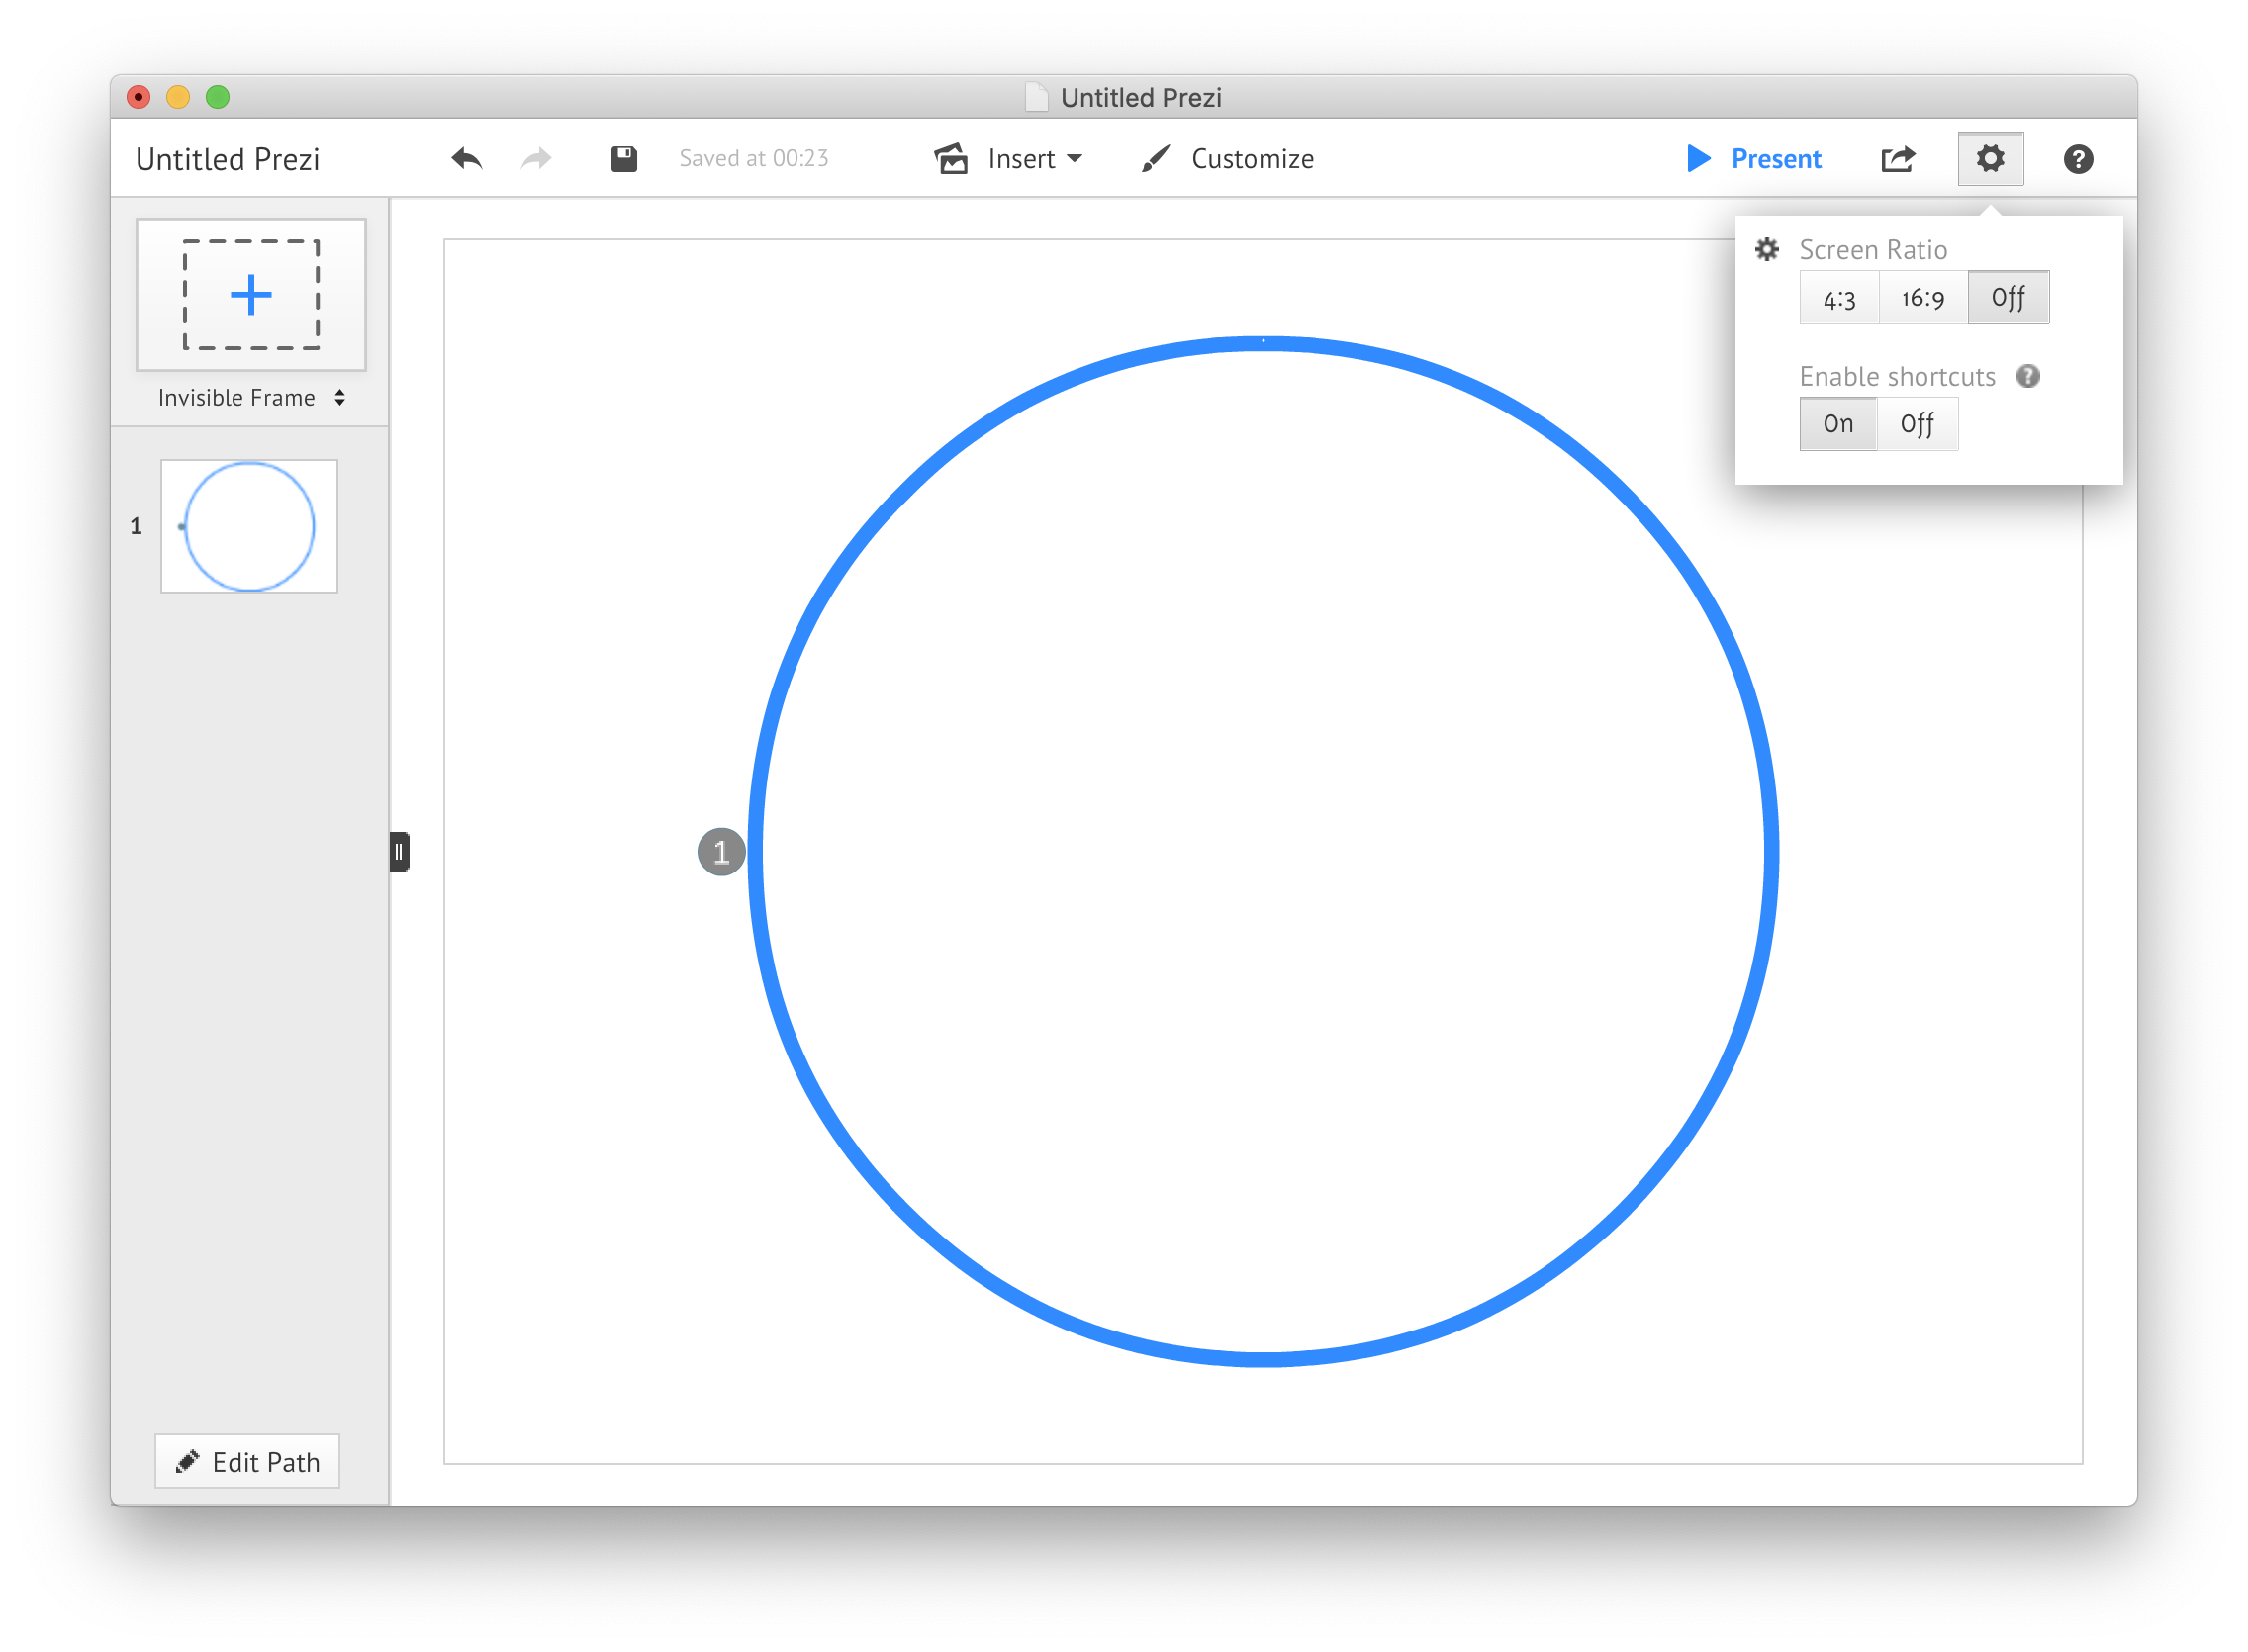 Untitled Prezi
Untitled Prezi
Saved at 00:23
Insert
Customize
Present
?
Screen Ratio
4:3
16:9
Off
Enable shortcuts ?
On
Off
Invisible Frame
1
1
Edit Path